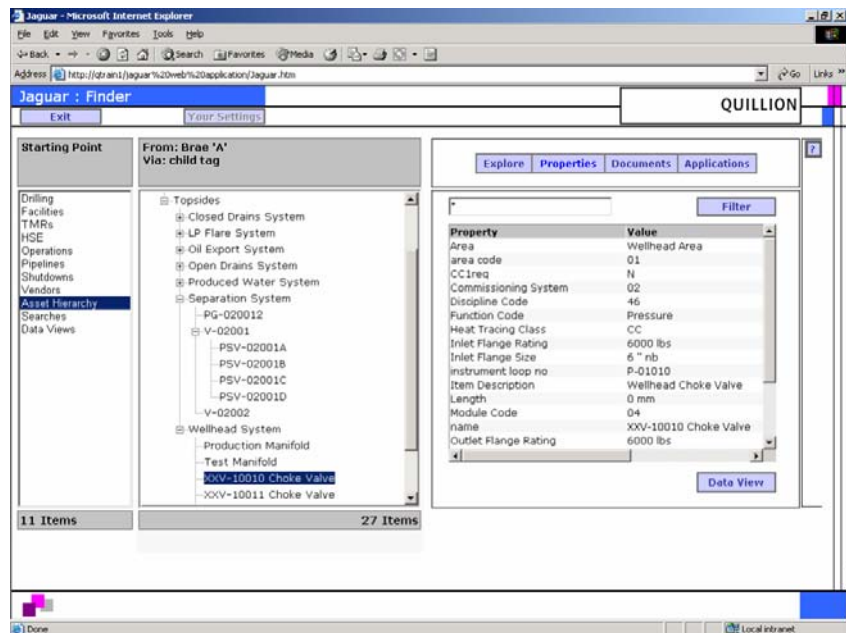 Jaguar - Microsoft Internet Explorer
File Edit View Favorites Tools Help
Back Search Favorites Media
Address http://qtrain1/jaguar%20web%20application/Jaguar.htm Go Links »
Jaguar : Finder
QUILLION
Exit Your Settings
Starting Point
From: Brae 'A'
Via: child tag
Explore Properties Documents Applications
?
Drilling
Facilities
TMRs
HSE
Operations
Pipelines
Shutdowns
Vendors
Asset Hierarchy
Searches
Data Views
Topsides
Closed Drains System
LP Flare System
Oil Export System
Open Drains System
Produced Water System
Separation System
PG-020012
V-02001
PSV-02001A
PSV-02001B
PSV-02001C
PSV-02001D
V-02002
Wellhead System
Production Manifold
Test Manifold
XXV-10010 Choke Valve
XXV-10011 Choke Valve
* Filter
Property Value
Area Wellhead Area
area code 01
CC1req N
Commissioning System 02
Discipline Code 46
Function Code Pressure
Heat Tracing Class CC
Inlet Flange Rating 6000 lbs
Inlet Flange Size 6 " nb
instrument loop no P-01010
Item Description Wellhead Choke Valve
Length 0 mm
Module Code 04
name XXV-10010 Choke Valve
Outlet Flange Rating 6000 lbs
Data View
11 Items
27 Items
Done Local intranet